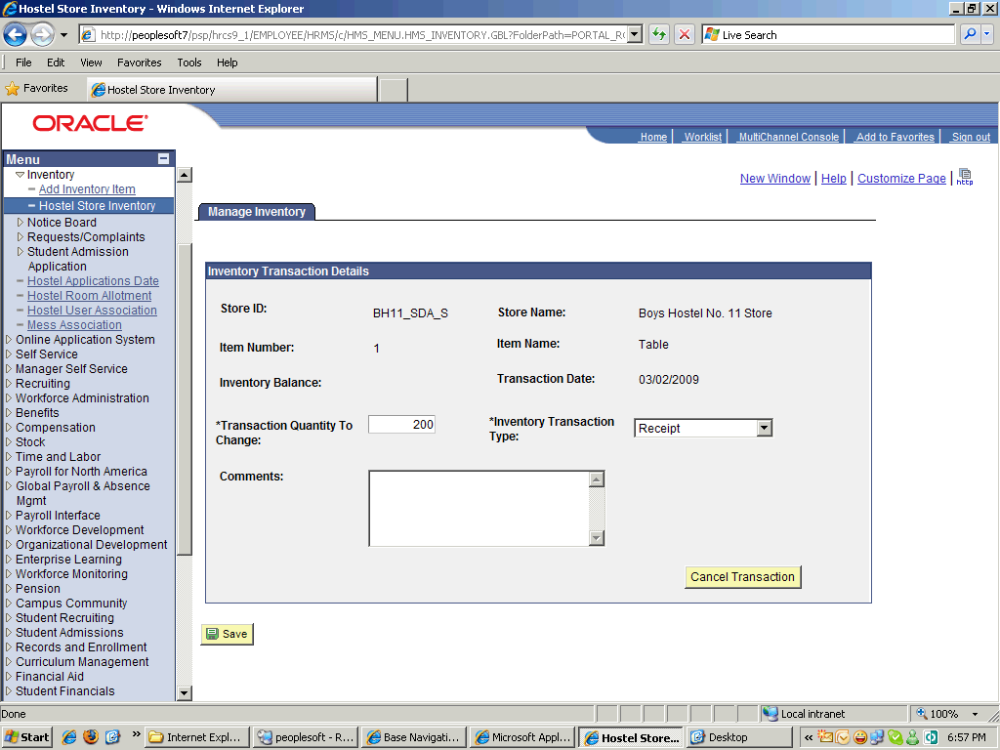 Hostel Store Inventory - Windows Internet Explorer
http://peoplesoft7/psp/hrcs9_1/EMPLOYEE/HRMS/c/HMS_MENU.HMS_INVENTORY.GBL?FolderPath=PORTAL_R
Live Search
File Edit View Favorites Tools Help
Favorites
Hostel Store Inventory
ORACLE®
Home | Worklist | MultiChannel Console | Add to Favorites | Sign out
Menu
Inventory
Add Inventory Item
Hostel Store Inventory
Notice Board
Requests/Complaints
Student Admission
Application
Hostel Applications Date
Hostel Room Allotment
Hostel User Association
Mess Association
Online Application System
Self Service
Manager Self Service
Recruiting
Workforce Administration
Benefits
Compensation
Stock
Time and Labor
Payroll for North America
Global Payroll & Absence
Mgmt
Payroll Interface
Workforce Development
Organizational Development
Enterprise Learning
Workforce Monitoring
Pension
Campus Community
Student Recruiting
Student Admissions
Records and Enrollment
Curriculum Management
Financial Aid
Student Financials
New Window | Help | Customize Page |
http
Manage Inventory
Inventory Transaction Details
Store ID: BH11_SDA_S Store Name: Boys Hostel No. 11 Store
Item Number: 1 Item Name: Table
Inventory Balance: Transaction Date: 03/02/2009
*Transaction Quantity To
Change: 200
*Inventory Transaction
Type: Receipt
Comments:
Cancel Transaction
Save
Done
Local intranet
100%
Start
Internet Expl...
peoplesoft - R...
Base Navigati...
Microsoft Appl...
Hostel Store...
Desktop
6:57 PM